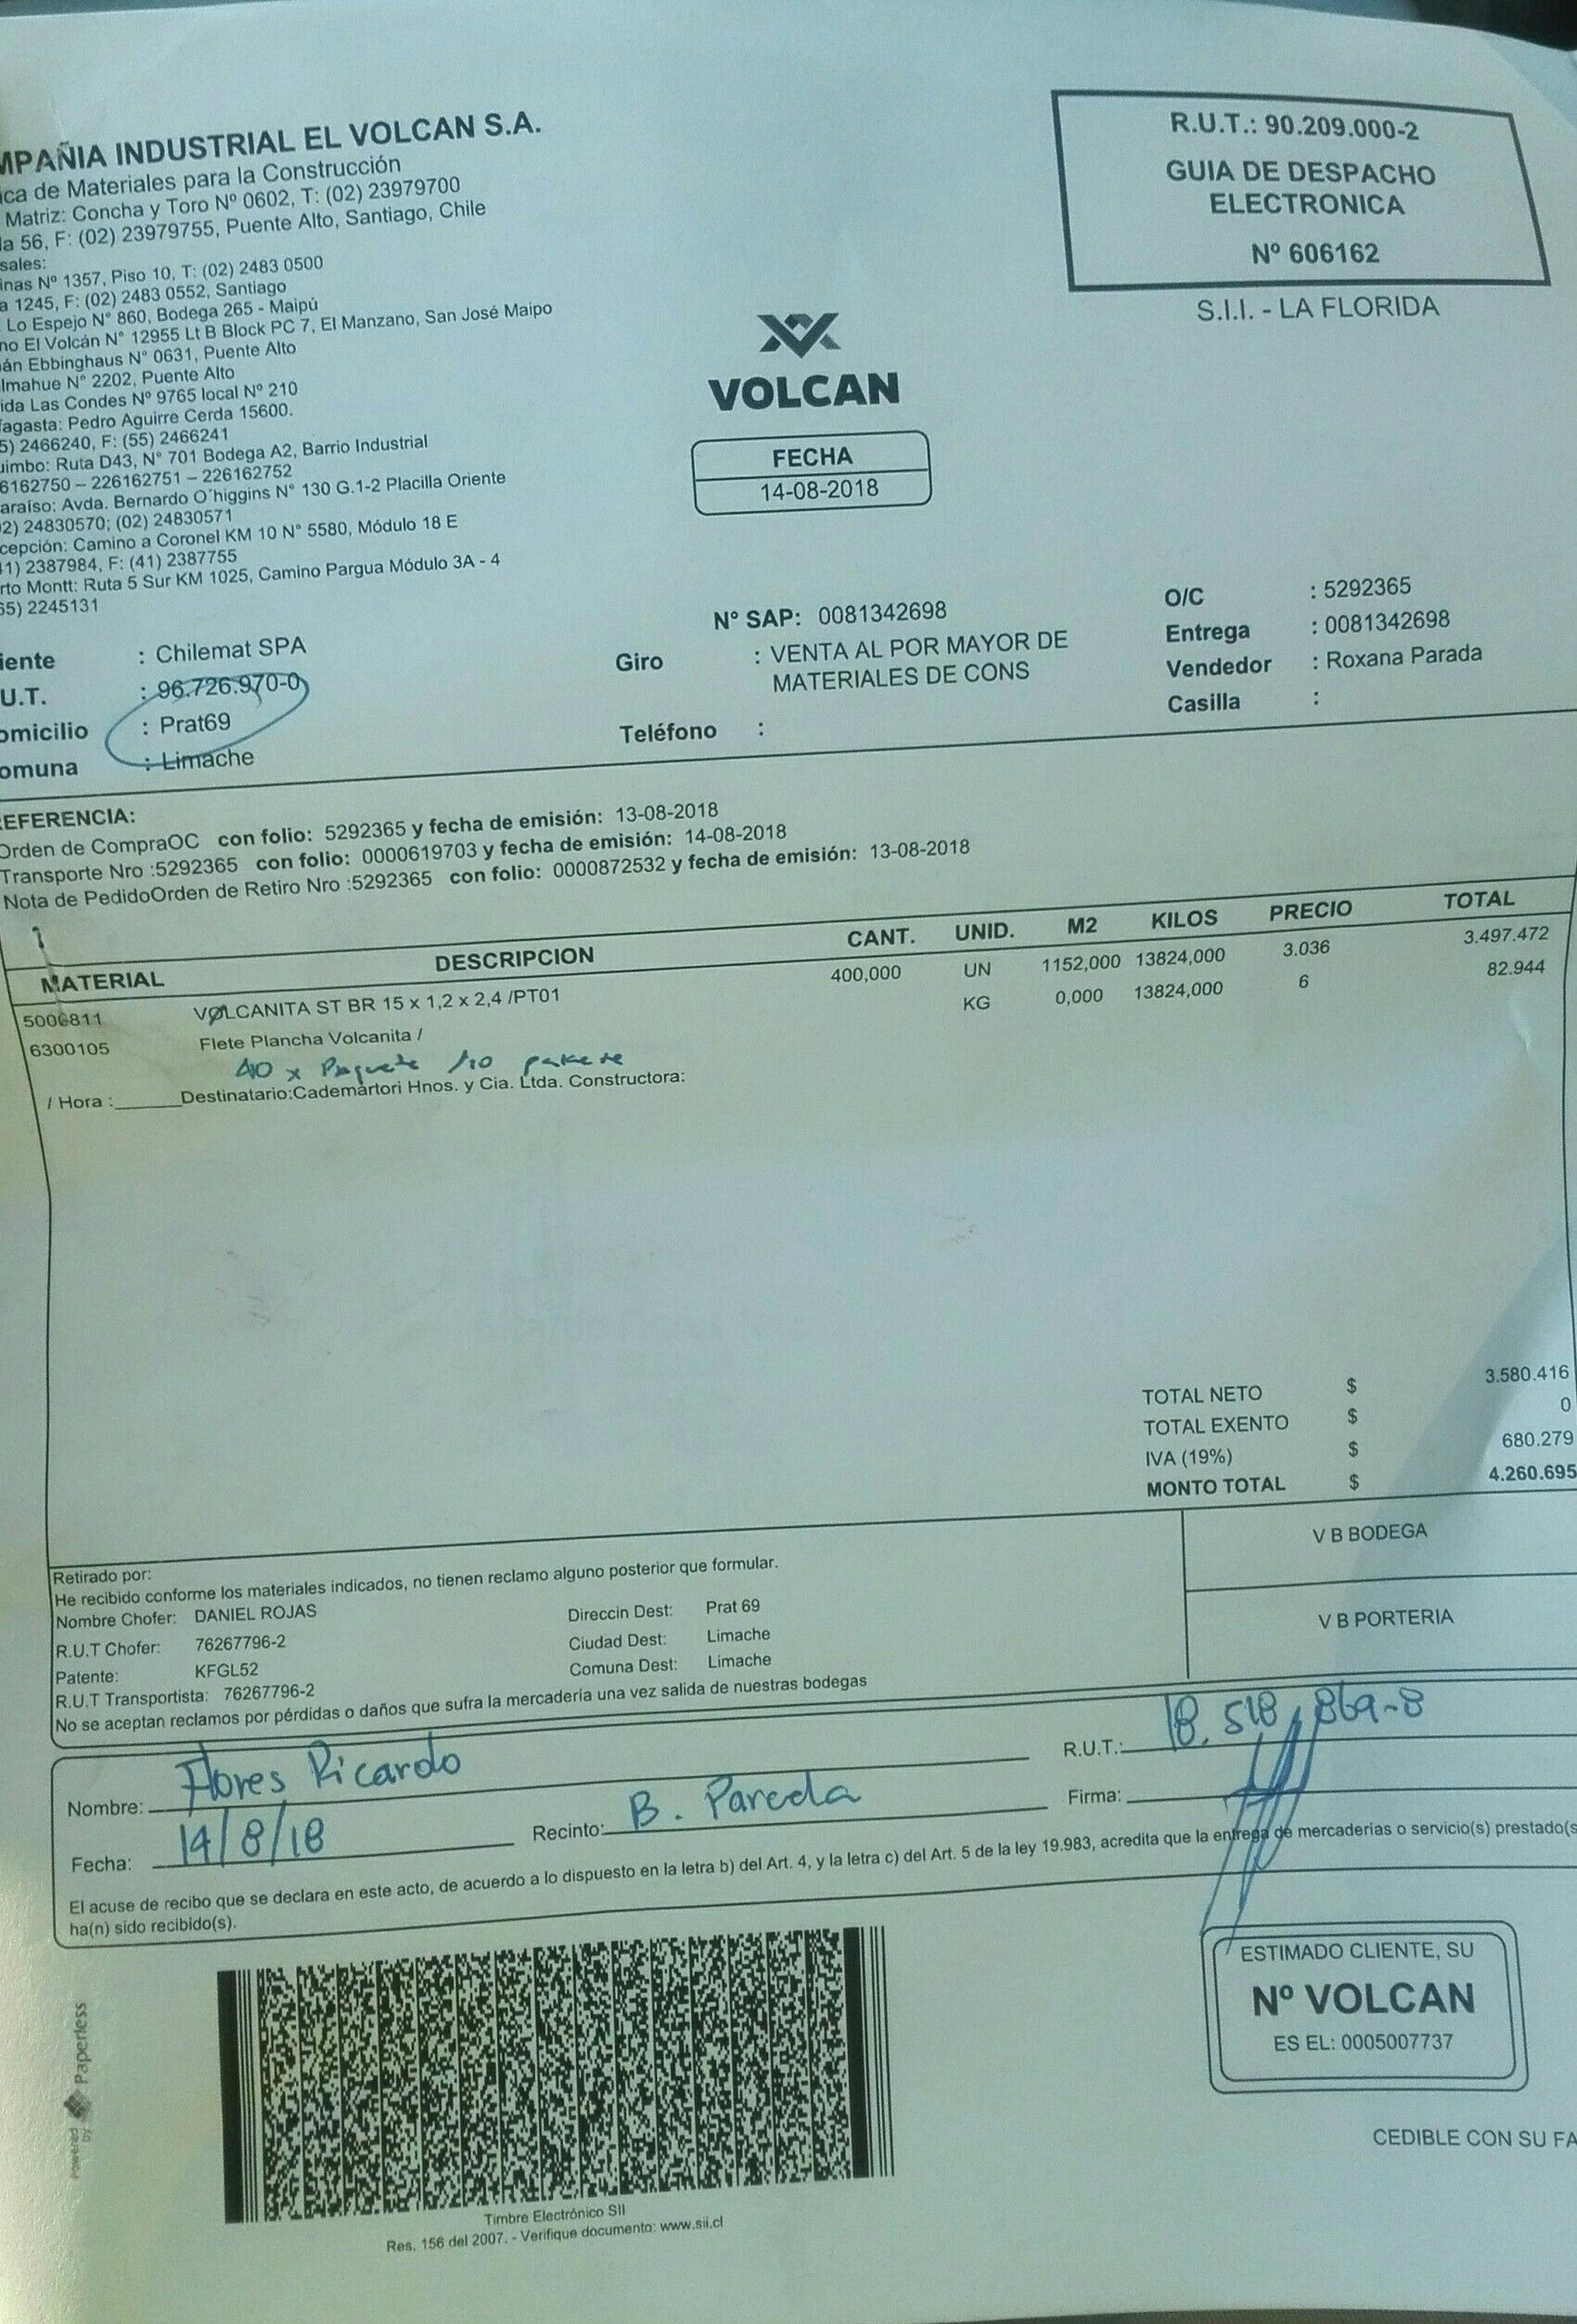 MPAÑIA INDUSTRIAL EL VOLCAN S.A.
ica de Materiales para la Construcción
Matriz: Concha y Toro Nº 0602, T: (02) 23979700
la 56, F: (02) 23979755, Puente Alto, Santiago, Chile
sales:
inas Nº 1357, Piso 10, T: (02) 2483 0500
a 1245, F: (02) 2483 0552, Santiago
Lo Espejo N° 860, Bodega 265 - Maipú
no El Volcán N° 12955 Lt B Block PC 7, El Manzano, San José Maipo
án Ebbinghaus N° 0631, Puente Alto
lmahue N° 2202, Puente Alto
ida Las Condes Nº 9765 local Nº 210
fagasta: Pedro Aguirre Cerda 15600.
5) 2466240, F: (55) 2466241
uimbo: Ruta D43, N° 701 Bodega A2, Barrio Industrial
6162750 – 226162751 – 226162752
araíso: Avda. Bernardo O'higgins N° 130 G.1-2 Placilla Oriente
02) 24830570; (02) 24830571
cepción: Camino a Coronel KM 10 N° 5580, Módulo 18 E
41) 2387984, F: (41) 2387755
rto Montt: Ruta 5 Sur KM 1025, Camino Pargua Módulo 3A - 4
65) 2245131
R.U.T.: 90.209.000-2
GUIA DE DESPACHO
ELECTRONICA
Nº 606162
S.I.I. - LA FLORIDA
VOLCAN
FECHA
14-08-2018
iente : Chilemat SPA
U.T. : 96.726.970-0
omicilio : Prat69
omuna : Limache
Nº SAP: 0081342698
Giro : VENTA AL POR MAYOR DE
MATERIALES DE CONS
Teléfono :
O/C : 5292365
Entrega : 0081342698
Vendedor : Roxana Parada
Casilla :
EFERENCIA:
Orden de CompraOC con folio: 5292365 y fecha de emisión: 13-08-2018
Transporte Nro :5292365 con folio: 0000619703 y fecha de emisión: 14-08-2018
Nota de PedidoOrden de Retiro Nro :5292365 con folio: 0000872532 y fecha de emisión: 13-08-2018
MATERIAL DESCRIPCION CANT. UNID. M2 KILOS PRECIO TOTAL
5006811 VOLCANITA ST BR 15 x 1,2 x 2,4 /PT01 400,000 UN 1152,000 13824,000 3.036 3.497.472
6300105 Flete Plancha Volcanita / KG 0,000 13824,000 6 82.944
40 x Paquete 10 pakete
/ Hora :______Destinatario:Cademartori Hnos. y Cia. Ltda. Constructora:
TOTAL NETO $ 3.580.416
TOTAL EXENTO $ 0
IVA (19%) $ 680.279
MONTO TOTAL $ 4.260.695
V B BODEGA
V B PORTERIA
Retirado por:
He recibido conforme los materiales indicados, no tienen reclamo alguno posterior que formular.
Nombre Chofer: DANIEL ROJAS Direccin Dest: Prat 69
R.U.T Chofer: 76267796-2 Ciudad Dest: Limache
Patente: KFGL52 Comuna Dest: Limache
R.U.T Transportista: 76267796-2
No se aceptan reclamos por pérdidas o daños que sufra la mercadería una vez salida de nuestras bodegas
Nombre: Flores Ricardo R.U.T.: 18.518.869-8
Fecha: 14/8/18 Recinto: B. Pareda Firma:
El acuse de recibo que se declara en este acto, de acuerdo a lo dispuesto en la letra b) del Art. 4, y la letra c) del Art. 5 de la ley 19.983, acredita que la entrega de mercaderías o servicio(s) prestado(s
ha(n) sido recibido(s).
Powered by Paperless
ESTIMADO CLIENTE, SU
Nº VOLCAN
ES EL: 0005007737
CEDIBLE CON SU FA
Timbre Electrónico SII
Res. 156 del 2007. - Verifique documento: www.sii.cl